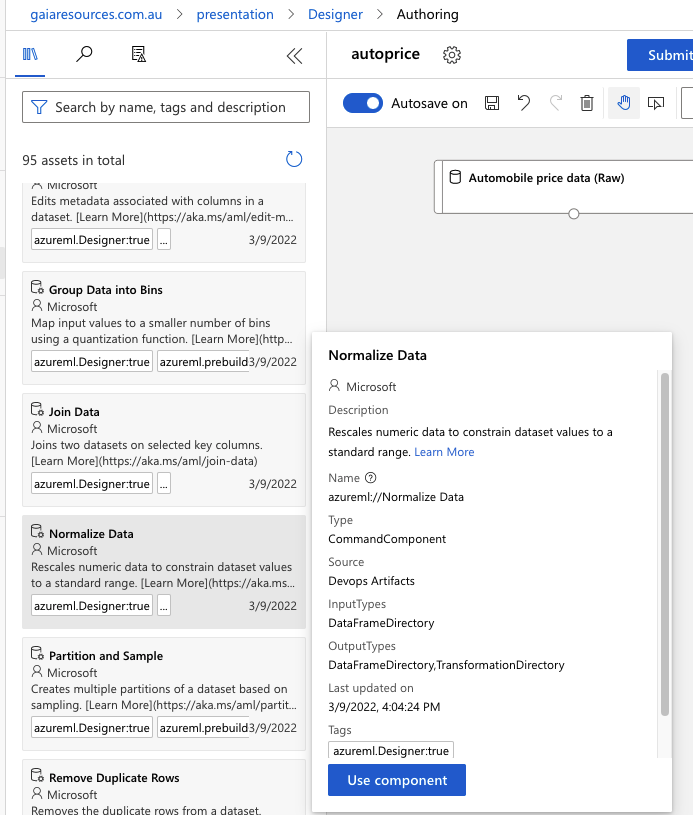 gaiaresources.com.au > presentation > Designer > Authoring
autoprice
Submit
Autosave on
Search by name, tags and description
95 assets in total
Automobile price data (Raw)
Microsoft
Edits metadata associated with columns in a
dataset. [Learn More](https://aka.ms/aml/edit-m...
azureml.Designer:true ... 3/9/2022
Group Data into Bins
Microsoft
Map input values to a smaller number of bins
using a quantization function. [Learn More](http...
azureml.Designer:true azureml.prebuild 3/9/2022
Join Data
Microsoft
Joins two datasets on selected key columns.
[Learn More](https://aka.ms/aml/join-data)
azureml.Designer:true ... 3/9/2022
Normalize Data
Microsoft
Rescales numeric data to constrain dataset values
to a standard range. [Learn More](https://aka.ms...
azureml.Designer:true ... 3/9/2022
Partition and Sample
Microsoft
Creates multiple partitions of a dataset based on
sampling. [Learn More](https://aka.ms/aml/partit...
azureml.Designer:true azureml.prebuild 3/9/2022
Remove Duplicate Rows
Microsoft
Removes the duplicate rows from a dataset.
Normalize Data
Microsoft
Description
Rescales numeric data to constrain dataset values to a
standard range. Learn More
Name
azureml://Normalize Data
Type
CommandComponent
Source
Devops Artifacts
InputTypes
DataFrameDirectory
OutputTypes
DataFrameDirectory,TransformationDirectory
Last updated on
3/9/2022, 4:04:24 PM
Tags
azureml.Designer:true
Use component